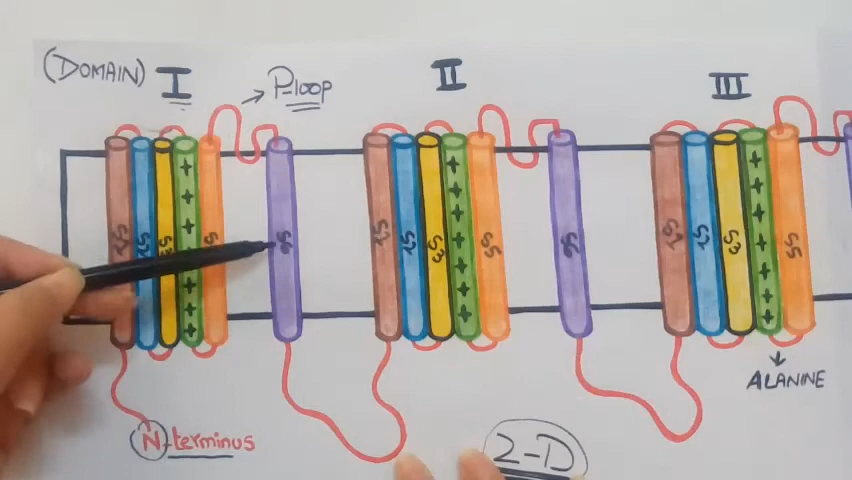 (DOMAIN) I
P-loop
II
III
S1 S2 S3 + + + + + + S5 S6
S1 S2 S3 + + + + + + + S5 S6
S1 S2 S3 + + + + + + + S5
ALANINE
N-terminus
2-D